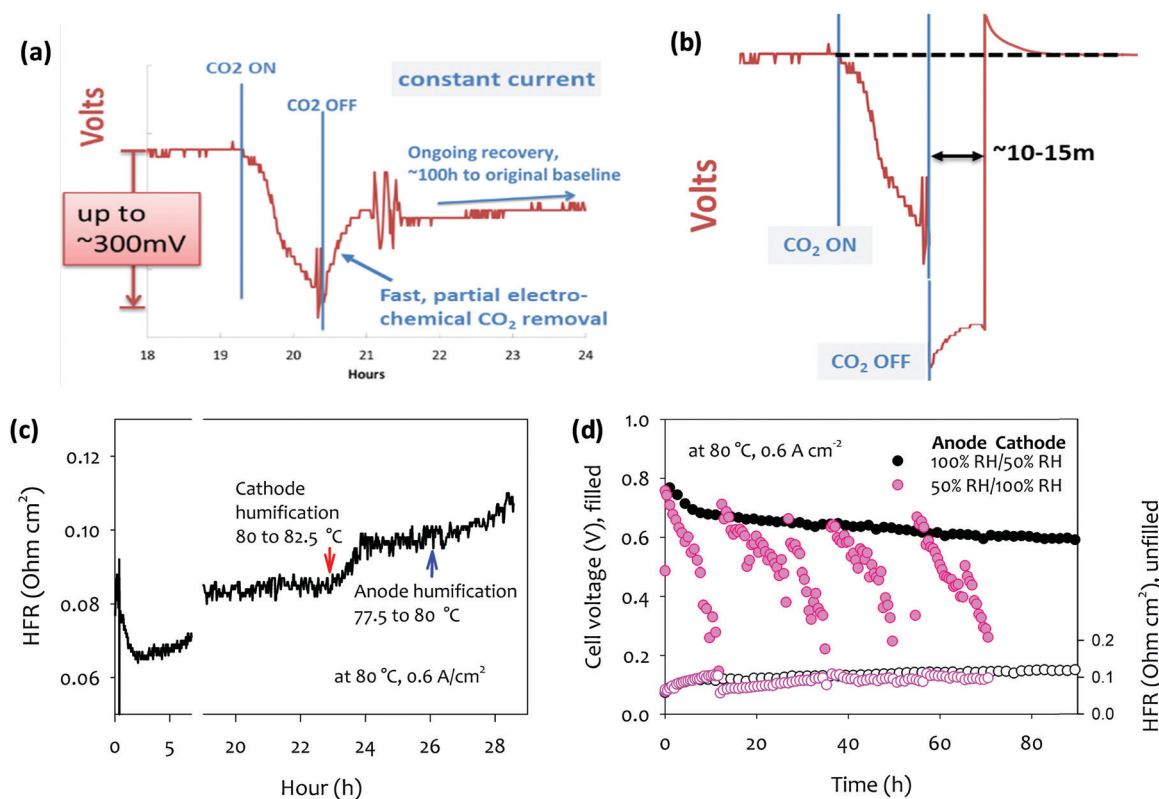 (a)
CO2 ON
CO2 OFF
constant current
Volts
Ongoing recovery,
~100h to original baseline
up to
~300mV
Fast, partial electro-
chemical CO₂ removal
18 19 20 21 22 23 24
Hours
(b)
~10-15m
Volts
CO₂ ON
CO₂ OFF
(c)
0.12
0.10
0.08
0.06
HFR (Ohm cm²)
Cathode
humification
80 to 82.5 °C
Anode humification
77.5 to 80 °C
at 80 °C, 0.6 A/cm²
0 5 20 22 24 26 28
Hour (h)
(d)
at 80 °C, 0.6 A cm⁻²
Anode Cathode
100% RH/50% RH
50% RH/100% RH
1.0
0.8
0.6
0.4
0.2
0.0
Cell voltage (V), filled
0.2
0.1
0.0
HFR (Ohm cm²), unfilled
0 20 40 60 80
Time (h)